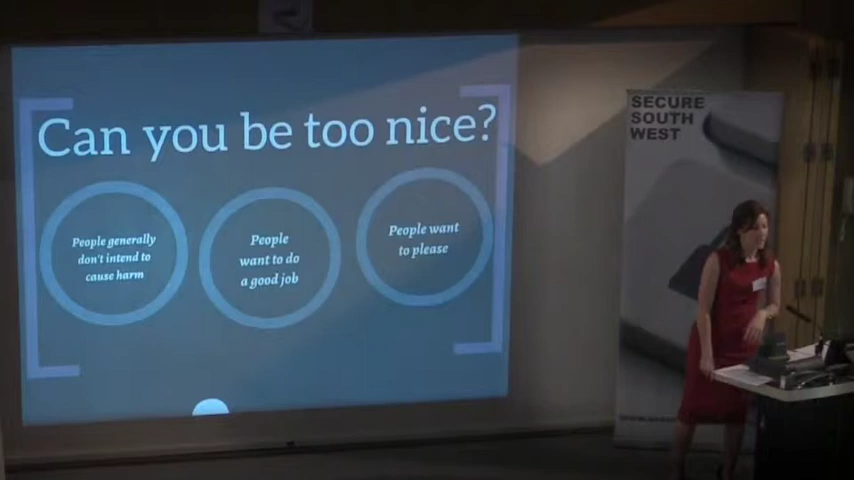 Can you be too nice?
People generally
don't intend to
cause harm
People
want to do
a good job
People want
to please
SECURE
SOUTH
WEST